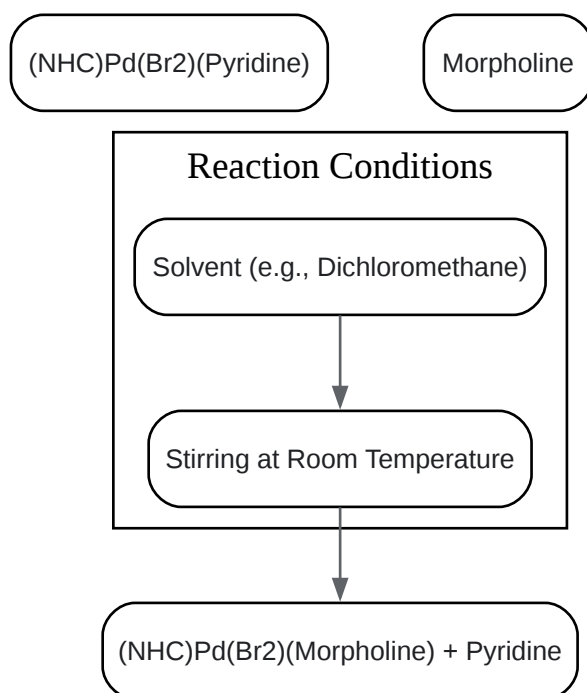 (NHC)Pd(Br2)(Pyridine)
Morpholine
Reaction Conditions
Solvent (e.g., Dichloromethane)
Stirring at Room Temperature
(NHC)Pd(Br2)(Morpholine) + Pyridine